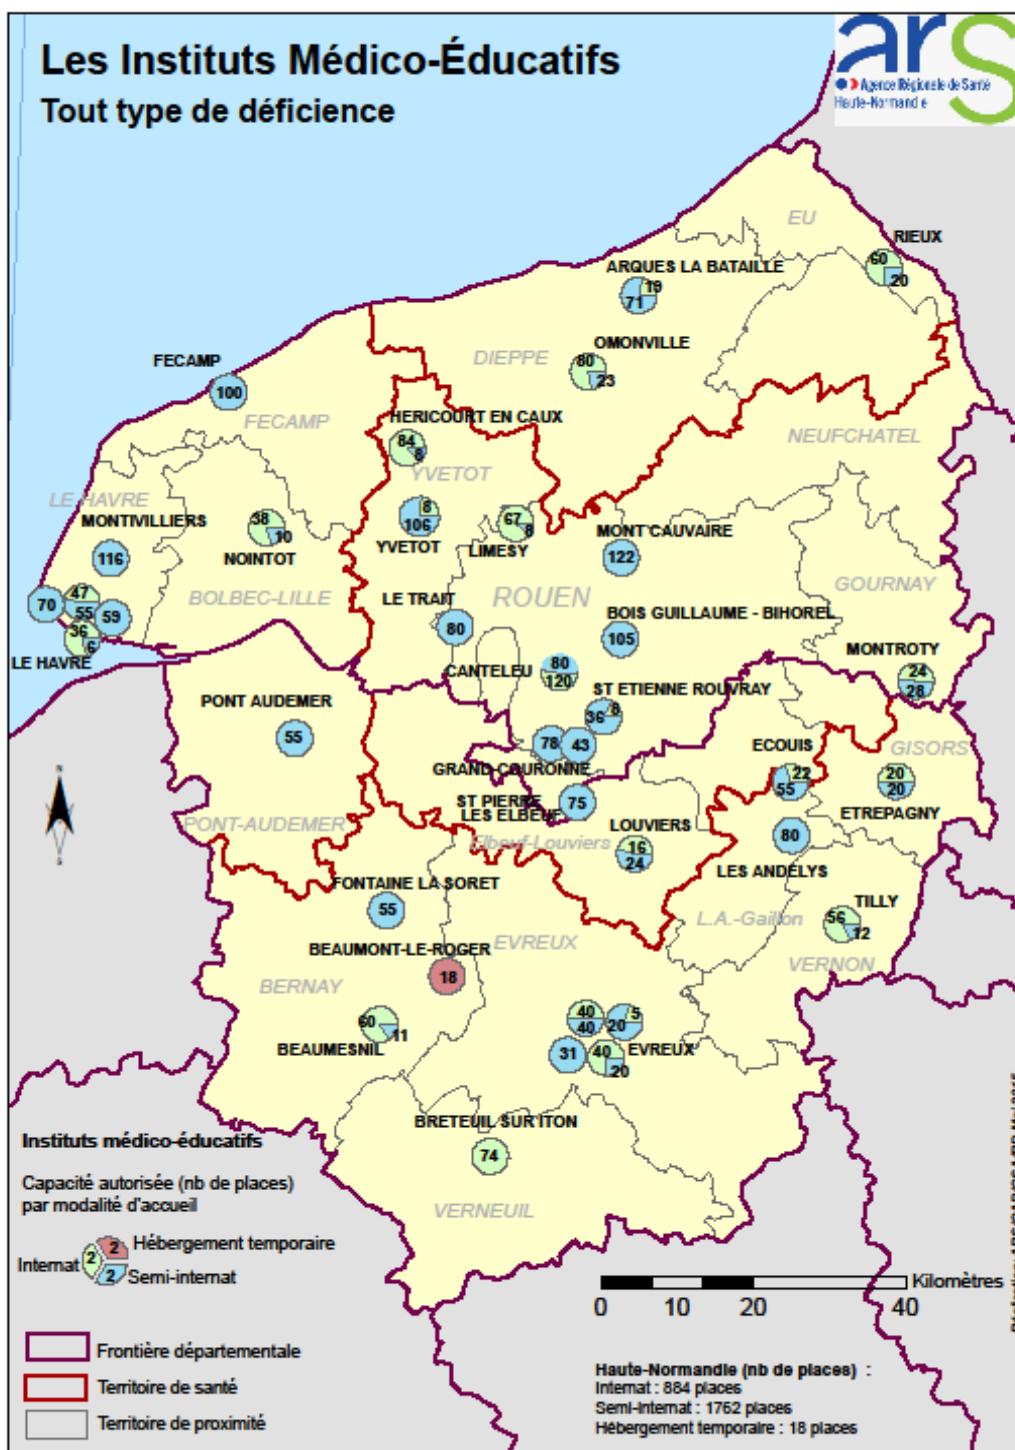 Les Instituts Médico-Éducatifs
Tout type de déficience
ars
Agence Régionale de Santé
Haute-Normandie
EU
RIEUX
60
20
ARQUES LA BATAILLE
19
71
OMONVILLE
80
23
DIEPPE
FECAMP
100
FECAMP
HERICOURT EN CAUX
84
8
YVETOT
NEUFCHATEL
LE HAVRE
MONTIVILLIERS
116
38
10
NOINTOT
8
106
YVETOT
67
8
LIMESY
MONT CAUVAIRE
122
BOLBEC-LILLE
LE TRAIT
80
ROUEN
BOIS GUILLAUME - BIHOREL
105
GOURNAY
70
47
55
59
36
6
LE HAVRE
MONTROTY
24
28
CANTELEU
80
120
ST ETIENNE ROUVRAY
8
36
PONT AUDEMER
55
78
43
GRAND COURONNE
ECOUIS
22
55
GISORS
20
20
ETREPAGNY
ST PIERRE
LES ELBEUF
75
PONT-AUDEMER
Elbeuf-Louviers
LOUVIERS
16
24
80
LES ANDELYS
FONTAINE LA SORET
55
L.A.-Gaillon
TILLY
56
12
BEAUMONT-LE-ROGER
18
EVREUX
VERNON
BERNAY
60
11
BEAUMESNIL
40
40
5
20
31
40
20
EVREUX
BRETEUIL SUR ITON
74
VERNEUIL
N
S
Instituts médico-éducatifs
Capacité autorisée (nb de places)
par modalité d'accueil
2
Hébergement temporaire
Internat
2
2
Semi-internat
Kilomètres
0 10 20 40
Frontière départementale
Territoire de santé
Territoire de proximité
Haute-Normandie (nb de places) :
Internat : 884 places
Semi-internat : 1762 places
Hébergement temporaire : 18 places